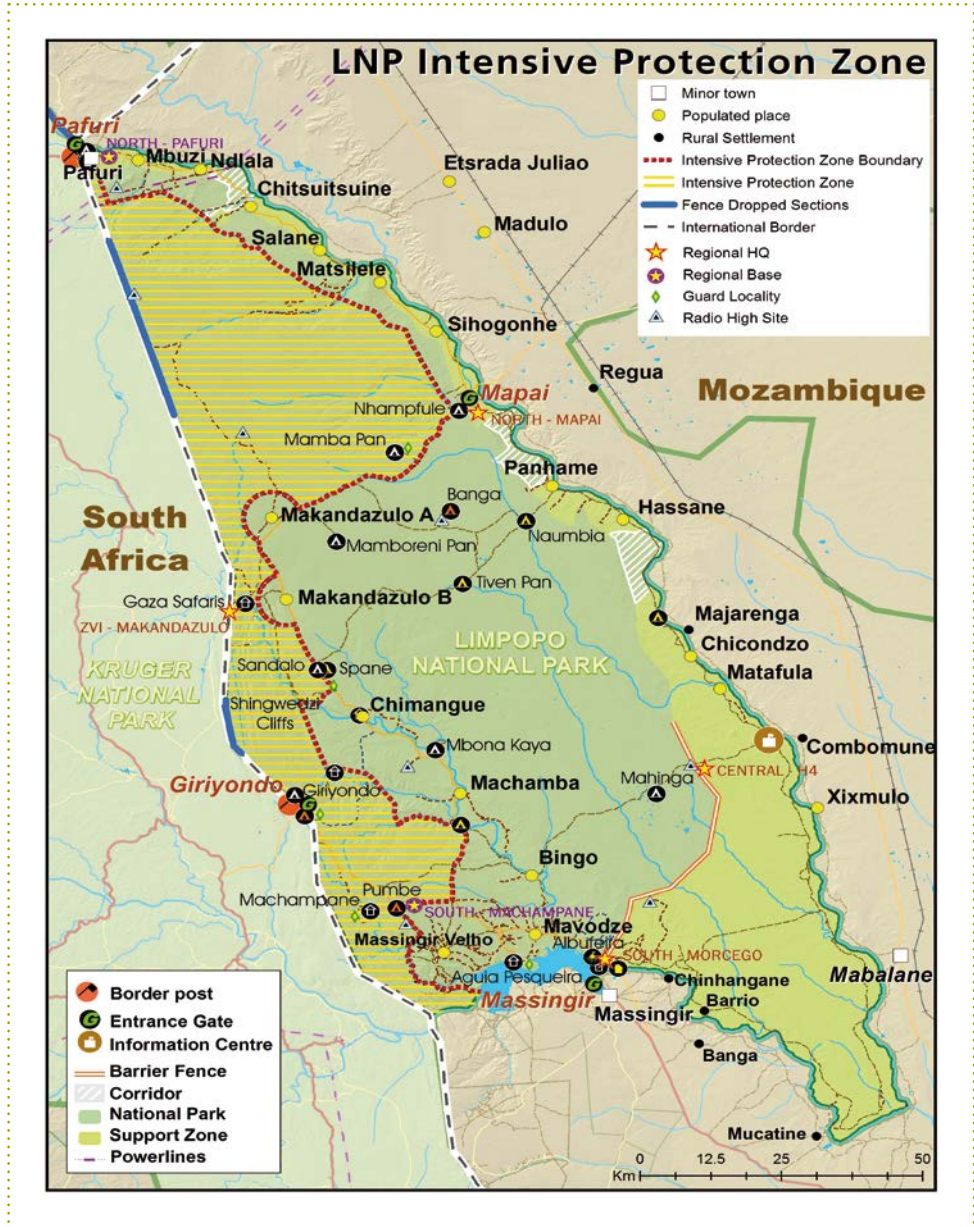 LNP Intensive Protection Zone
Minor town
Populated place
Rural Settlement
Intensive Protection Zone Boundary
Intensive Protection Zone
Fence Dropped Sections
International Border
Regional HQ
Regional Base
Guard Locality
Radio High Site
Pafuri
NORTH - PAFURI
Pafuri
Mbuzi
Ndlala
Chitsuitsuine
Etsrada Juliao
Madulo
Salane
Matsilele
Sihogonhe
Regua
Mozambique
Mapai
Nhampfule
NORTH - MAPAI
Mamba Pan
Panhame
Banga
Hassane
South
Africa
Makandazulo A
Naumbia
Mamboreni Pan
Tiven Pan
Gaza Safaris
Makandazulo B
ZVI - MAKANDAZULO
Majarenga
Chicondzo
LIMPOPO
NATIONAL PARK
Matafula
KRUGER
NATIONAL
PARK
Sandalo
Spane
Shingwedzi
Cliffs
Chimangue
Mbona Kaya
Combomune
CENTRAL - H4
Mahinga
Giriyondo
Giriyondo
Machamba
Xixmulo
Bingo
Pumbe
Machampane
SOUTH - MACHAMPANE
Mavodze
Massingir Velho
Albufeira
SOUTH - MORCEGO
Aguia Pesqueira
Massingir
Massingir
Chinhangane
Barrio
Mabalane
Banga
Mucatine
Border post
Entrance Gate
Information Centre
Barrier Fence
Corridor
National Park
Support Zone
Powerlines
0 12.5 25 50
Km